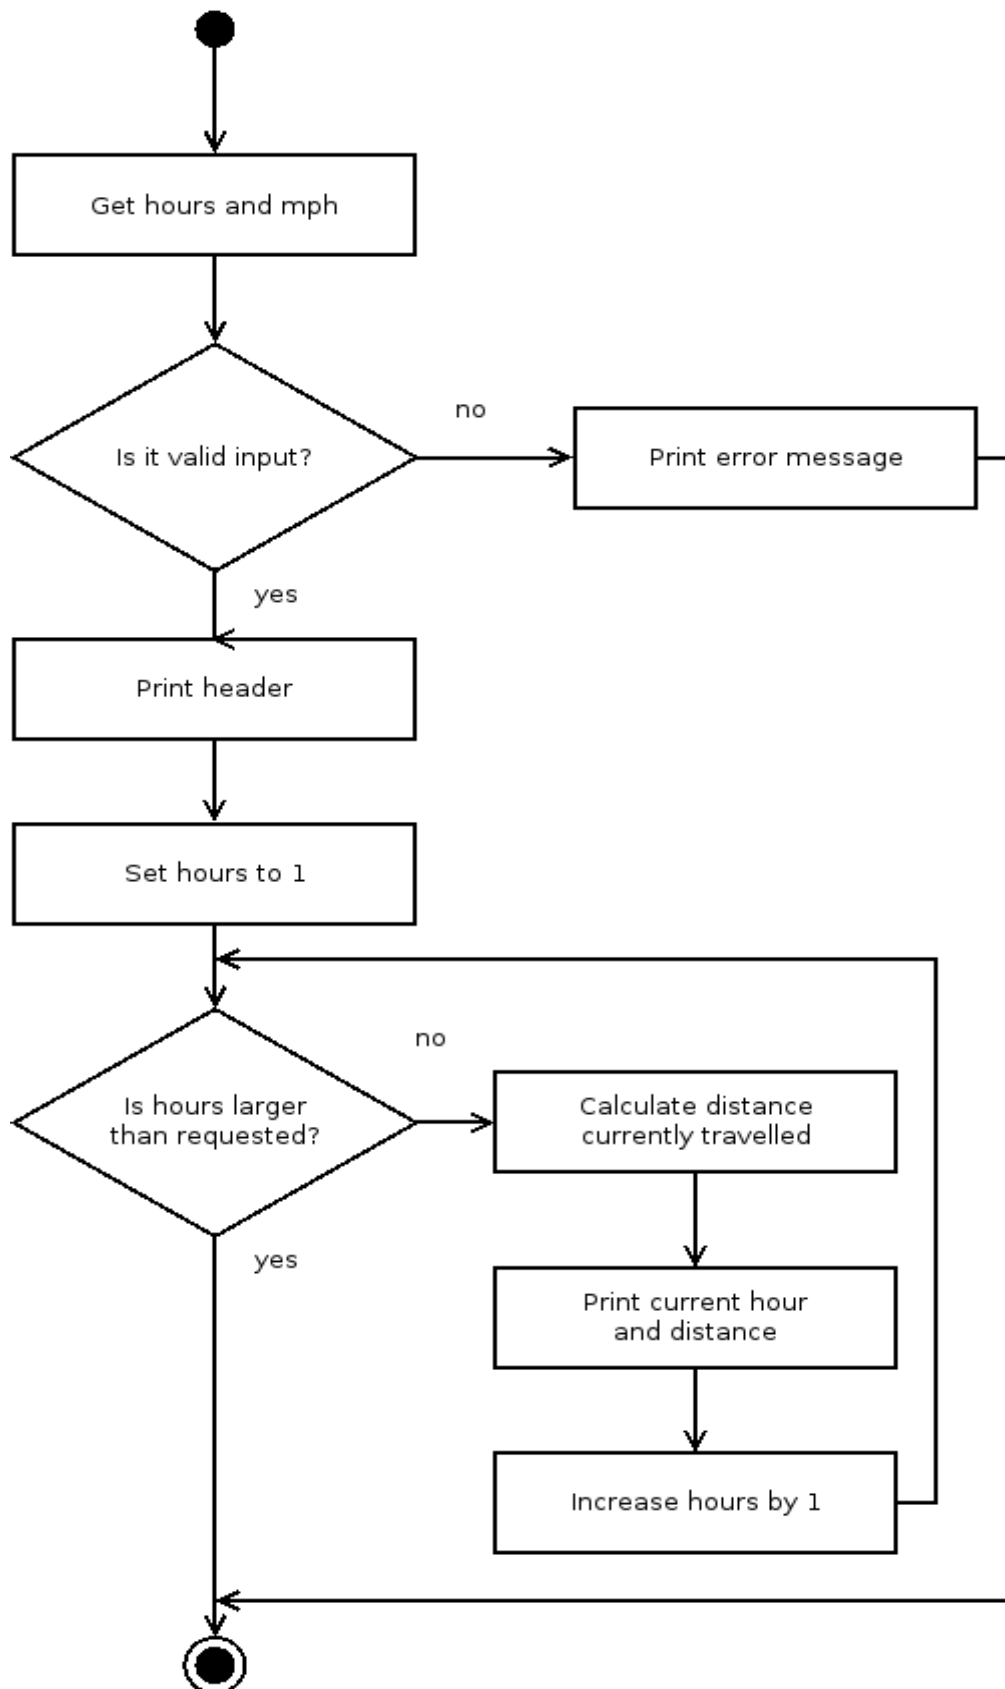 Get hours and mph
Is it valid input?
no
Print error message
yes
Print header
Set hours to 1
no
Is hours larger
than requested?
Calculate distance
currently travelled
yes
Print current hour
and distance
Increase hours by 1